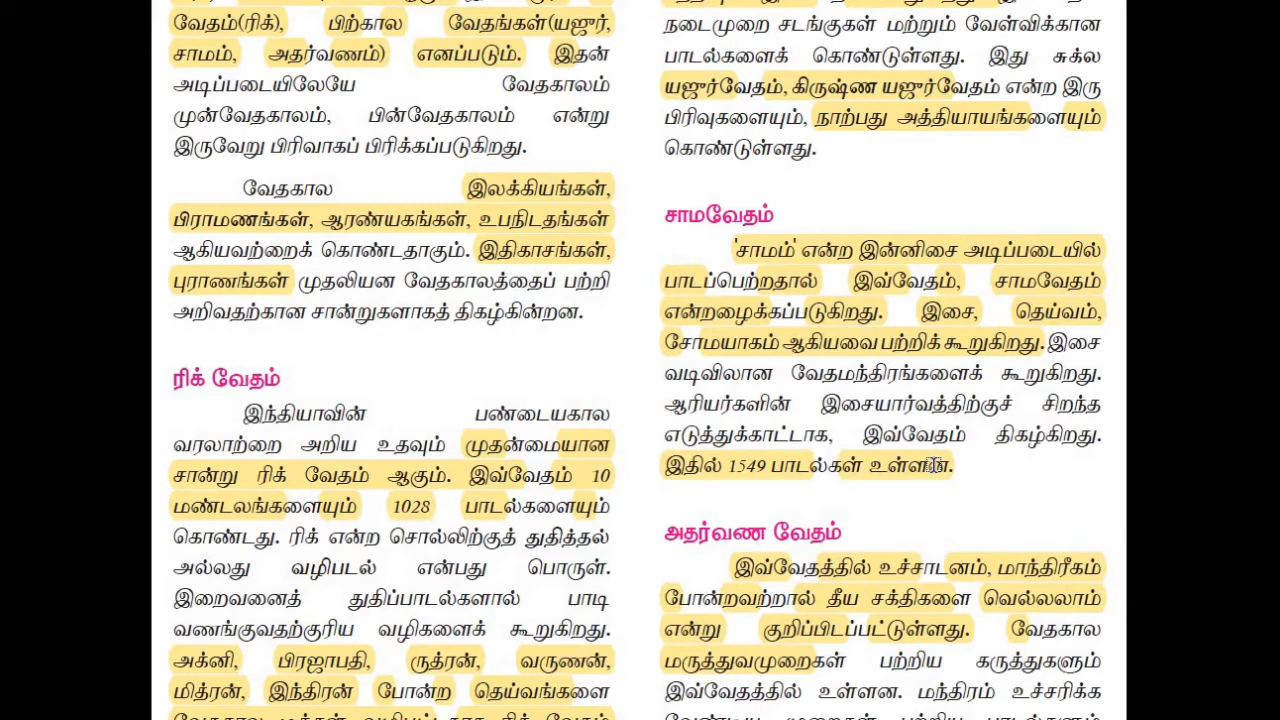 வேதம்(ரிக்), பிற்கால வேதங்கள்(யஜுர்,
சாமம், அதர்வணம்) எனப்படும். இதன்
அடிப்படையிலேயே வேதகாலம்
முன்வேதகாலம், பின்வேதகாலம் என்று
இருவேறு பிரிவாகப் பிரிக்கப்படுகிறது.
வேதகால இலக்கியங்கள்,
பிராமணங்கள், ஆரண்யகங்கள், உபநிடதங்கள்
ஆகியவற்றைக் கொண்டதாகும். இதிகாசங்கள்,
புராணங்கள் முதலியன வேதகாலத்தைப் பற்றி
அறிவதற்கான சான்றுகளாகத் திகழ்கின்றன.
ரிக் வேதம்
இந்தியாவின் பண்டையகால
வரலாற்றை அறிய உதவும் முதன்மையான
சான்று ரிக் வேதம் ஆகும். இவ்வேதம் 10
மண்டலங்களையும் 1028 பாடல்களையும்
கொண்டது. ரிக் என்ற சொல்லிற்குத் துதித்தல்
அல்லது வழிபடல் என்பது பொருள்.
இறைவனைத் துதிப்பாடல்களால் பாடி
வணங்குவதற்குரிய வழிகளைக் கூறுகிறது.
அக்னி, பிரஜாபதி, ருத்ரன், வருணன்,
மித்ரன், இந்திரன் போன்ற தெய்வங்களை
நடைமுறை சடங்குகள் மற்றும் வேள்விக்கான
பாடல்களைக் கொண்டுள்ளது. இது சுக்ல
யஜுர்வேதம், கிருஷ்ண யஜுர்வேதம் என்ற இரு
பிரிவுகளையும், நாற்பது அத்தியாயங்களையும்
கொண்டுள்ளது.
சாமவேதம்
'சாமம்' என்ற இன்னிசை அடிப்படையில்
பாடப்பெற்றதால் இவ்வேதம், சாமவேதம்
என்றழைக்கப்படுகிறது. இசை, தெய்வம்,
சோமயாகம் ஆகியவை பற்றிக் கூறுகிறது. இசை
வடிவிலான வேதமந்திரங்களைக் கூறுகிறது.
ஆரியர்களின் இசையார்வத்திற்குச் சிறந்த
எடுத்துக்காட்டாக, இவ்வேதம் திகழ்கிறது.
இதில் 1549 பாடல்கள் உள்ளன.
அதர்வண வேதம்
இவ்வேதத்தில் உச்சாடனம், மாந்திரீகம்
போன்றவற்றால் தீய சக்திகளை வெல்லலாம்
என்று குறிப்பிடப்பட்டுள்ளது. வேதகால
மருத்துவமுறைகள் பற்றிய கருத்துகளும்
இவ்வேதத்தில் உள்ளன. மந்திரம் உச்சரிக்க